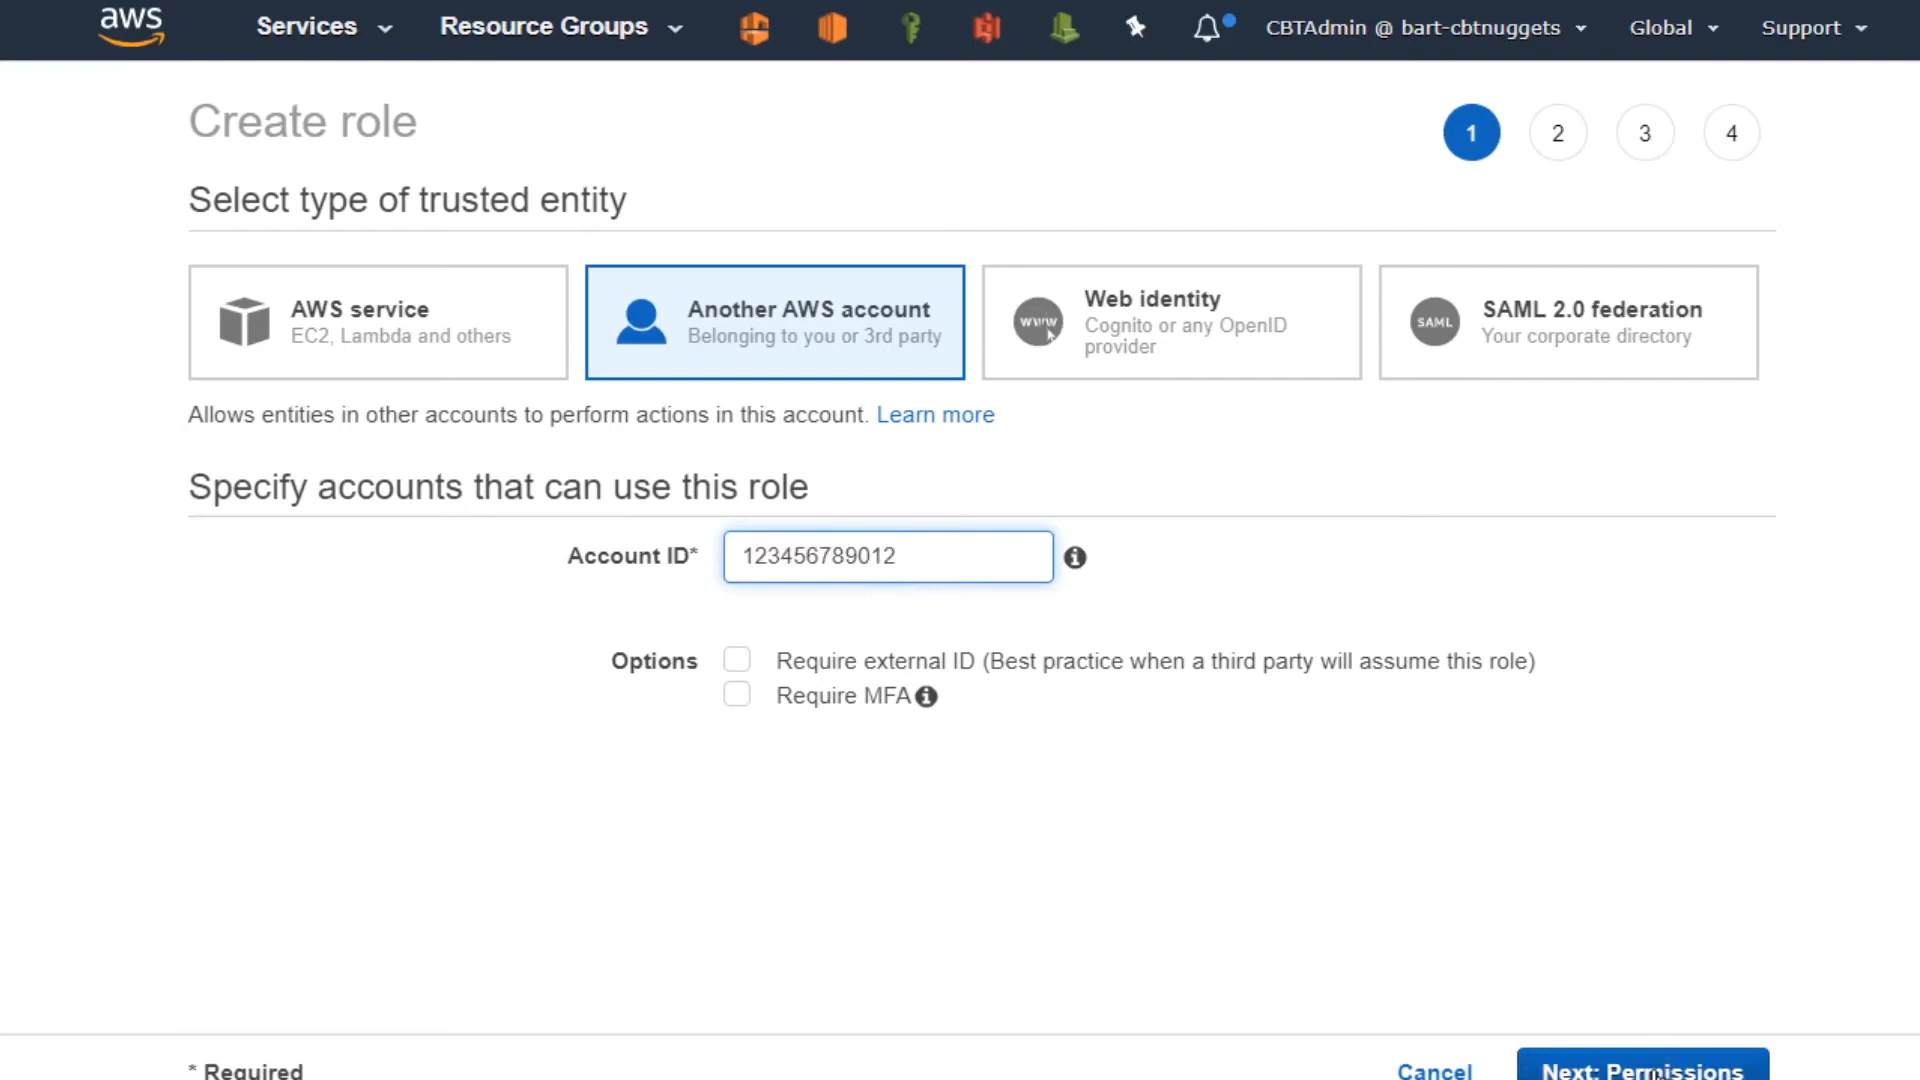 aws Services Resource Groups CBTAdmin @ bart-cbtnuggets Global Support
Create role
1 2 3 4
Select type of trusted entity
AWS service
EC2, Lambda and others
Another AWS account
Belonging to you or 3rd party
www
Web identity
Cognito or any OpenID
provider
SAML
SAML 2.0 federation
Your corporate directory
Allows entities in other accounts to perform actions in this account. Learn more
Specify accounts that can use this role
Account ID* 123456789012
Options Require external ID (Best practice when a third party will assume this role)
Require MFA
* Required Cancel Next: Permissions